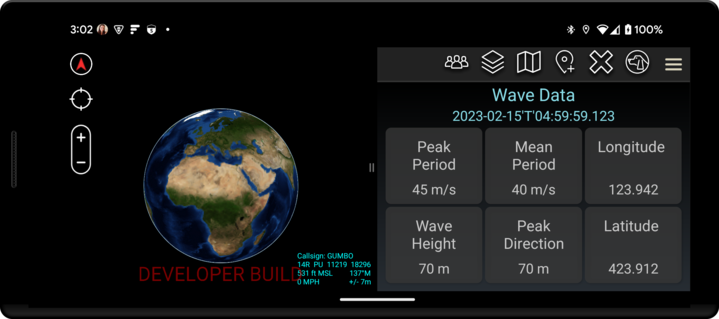 3:02
100%
Wave Data
2023-02-15'T'04:59:59.123
Peak Period
45 m/s
Mean Period
40 m/s
Longitude
123.942
Wave Height
70 m
Peak Direction
70 m
Latitude
423.912
Callsign: GUMBO
14R PU 11219 18296
531 ft MSL 137°M
0 MPH +/- 7m
DEVELOPER BUILD